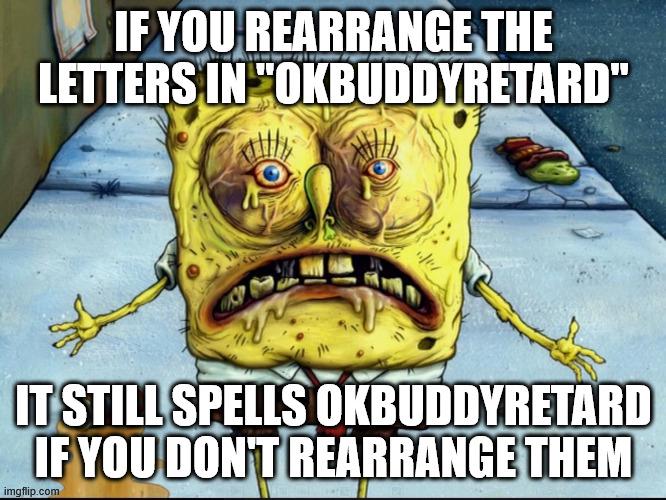 IF YOU REARRANGE THE
LETTERS IN "OKBUDDYRETARD"
IT STILL SPELLS OKBUDDYRETARD
IF YOU DON'T REARRANGE THEM
imgflip.com